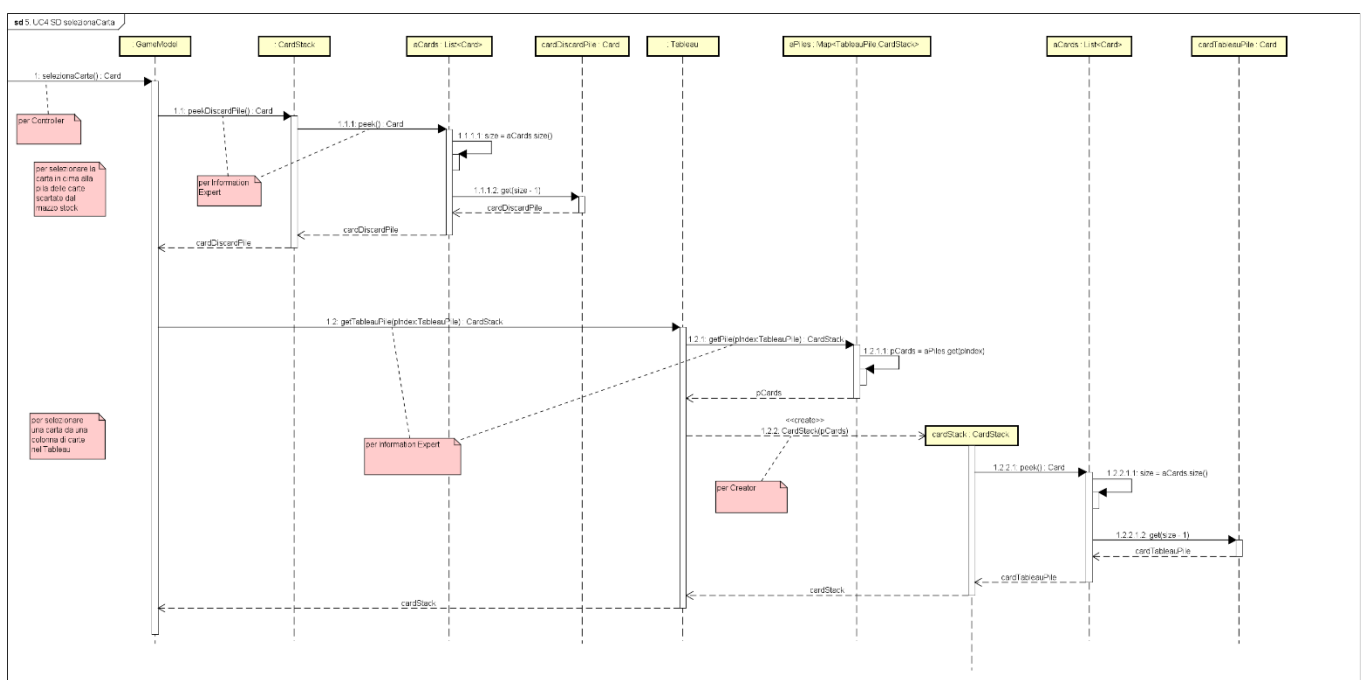 sd 5. UC4 SD selezionaCarta
: GameModel
: CardStack
aCards : List<Card>
cardDiscardPile : Card
: Tableau
aPiles : Map<TableauPile,CardStack>
aCards : List<Card>
cardTableauPile : Card
1: selezionaCarta() : Card
per Controller
1.1: peekDiscardPile() : Card
1.1.1: peek() : Card
1.1.1.1: size = aCards.size()
per selezionare la
carta in cima alla
pila delle carte
scartate dal
mazzo stock
per Information
Expert
1.1.1.2: get(size - 1)
cardDiscardPile
cardDiscardPile
cardDiscardPile
1.2: getTableauPile(pIndex:TableauPile) : CardStack
1.2.1: getPile(pIndex:TableauPile) : CardStack
1.2.1.1: pCards = aPiles.get(pIndex)
pCards
per selezionare
una carta da una
colonna di carte
nel Tableau
per Information Expert
<<create>>
1.2.2: CardStack(pCards)
cardStack : CardStack
per Creator
1.2.2.1: peek() : Card
1.2.2.1.1: size = aCards.size()
1.2.2.1.2: get(size - 1)
cardTableauPile
cardTableauPile
cardStack
cardStack